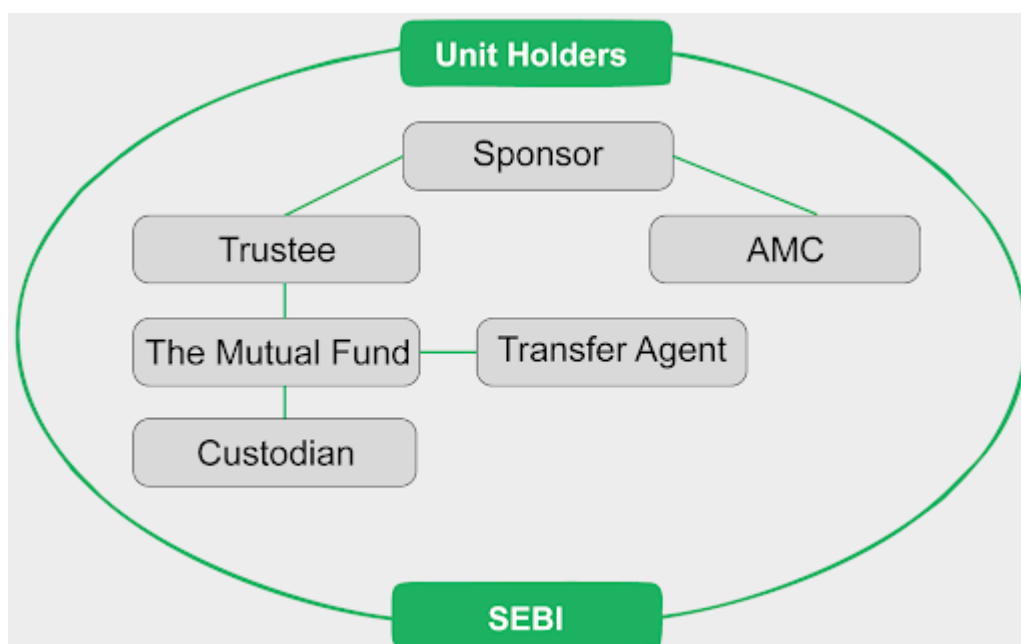 Unit Holders
Sponsor
Trustee
AMC
The Mutual Fund
Transfer Agent
Custodian
SEBI